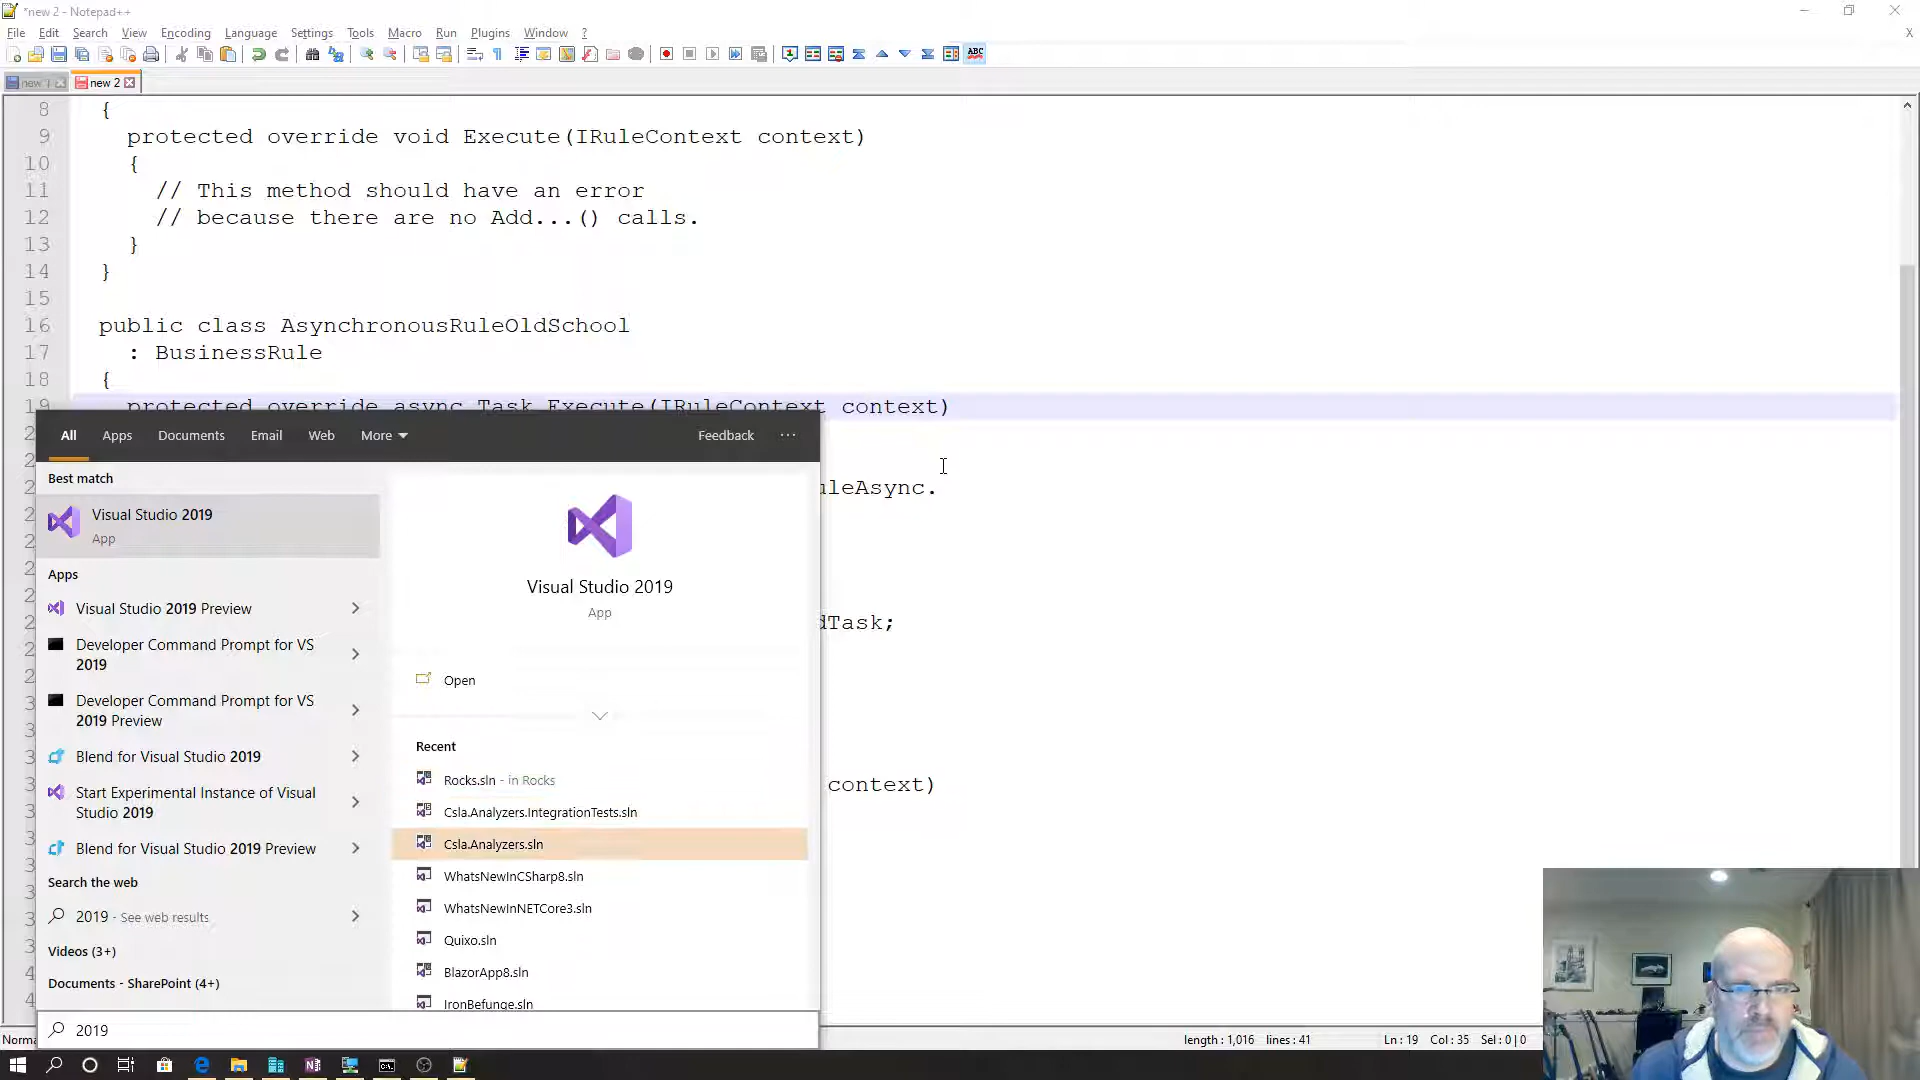 *new 2 - Notepad++
File Edit Search View Encoding Language Settings Tools Macro Run Plugins Window ?
X
new 1 new 2
8 {
9 protected override void Execute(IRuleContext context)
10 {
11 // This method should have an error
12 // because there are no Add...() calls.
13 }
14 }
15
16 public class AsynchronousRuleOldSchool
17 : BusinessRule
18 {
19 protected override async Task Execute(IRuleContext context)
uleAsync.
dTask;
context)
All Apps Documents Email Web More Feedback ...
Best match
Visual Studio 2019
App
Apps
Visual Studio 2019 Preview
Developer Command Prompt for VS
2019
Developer Command Prompt for VS
2019 Preview
Blend for Visual Studio 2019
Start Experimental Instance of Visual
Studio 2019
Blend for Visual Studio 2019 Preview
Search the web
2019 - See web results
Videos (3+)
Documents - SharePoint (4+)
2019
Visual Studio 2019
App
Open
Recent
Rocks.sln - in Rocks
Csla.Analyzers.IntegrationTests.sln
Csla.Analyzers.sln
WhatsNewInCSharp8.sln
WhatsNewInNETCore3.sln
Quixo.sln
BlazorApp8.sln
IronBefunge.sln
Norma
length : 1,016 lines : 41 Ln : 19 Col : 35 Sel : 0 | 0